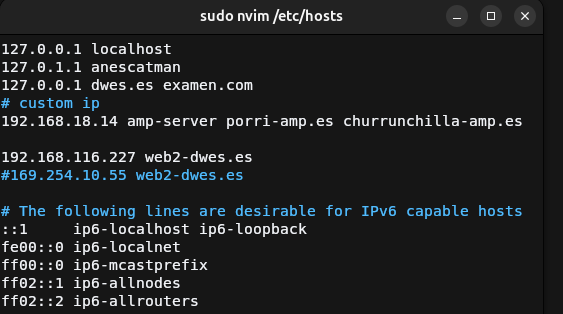 sudo nvim /etc/hosts
127.0.0.1 localhost
127.0.1.1 anescatman
127.0.0.1 dwes.es examen.com
# custom ip
192.168.18.14 amp-server porri-amp.es churrunchilla-amp.es
192.168.116.227 web2-dwes.es
#169.254.10.55 web2-dwes.es
# The following lines are desirable for IPv6 capable hosts
::1     ip6-localhost ip6-loopback
fe00::0 ip6-localnet
ff00::0 ip6-mcastprefix
ff02::1 ip6-allnodes
ff02::2 ip6-allrouters